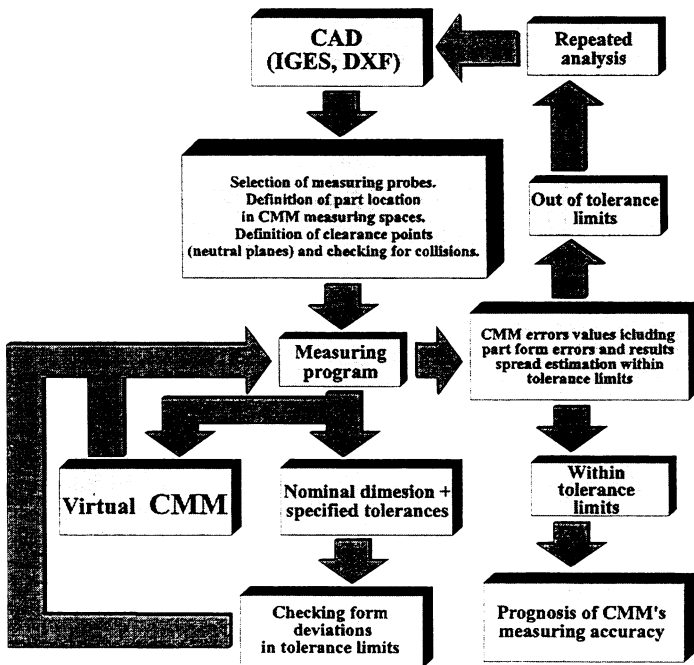 CAD
(IGES, DXF)
Repeated
analysis
Selection of measuring probes.
Definition of part location
in CMM measuring spaces.
Definition of clearance points
(neutral planes) and checking for collisions.
Out of tolerance
limits
Measuring
program
CMM errors values icluding
part form errors and results
spread estimation within
tolerance limits
Virtual CMM
Nominal dimesion +
specified tolerances
Within
tolerance
limits
Checking form
deviations
in tolerance limits
Prognosis of CMM's
measuring accuracy